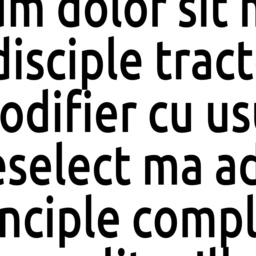 m dolor sit
disciple tract
odifier cu usu
eselect ma ad
nciple compl